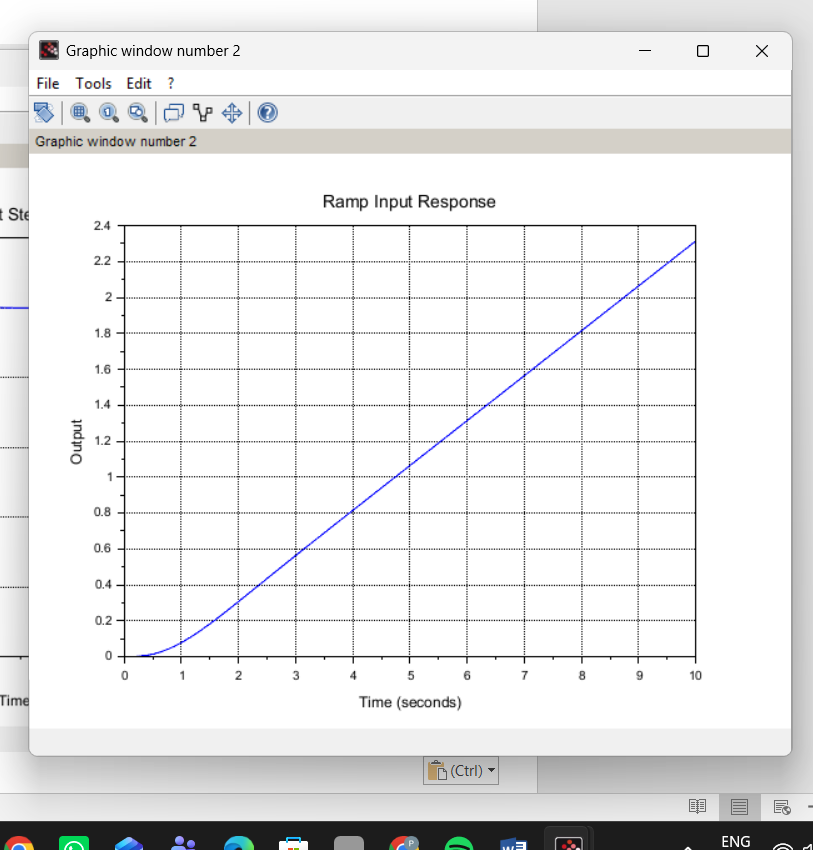 Graphic window number 2
File Tools Edit ?
Graphic window number 2
t Ste
Ramp Input Response
2.4
2.2
2
1.8
1.6
1.4
1.2
1
0.8
0.6
0.4
0.2
0
Output
0 1 2 3 4 5 6 7 8 9 10
Time (seconds)
Time
(Ctrl)
ENG